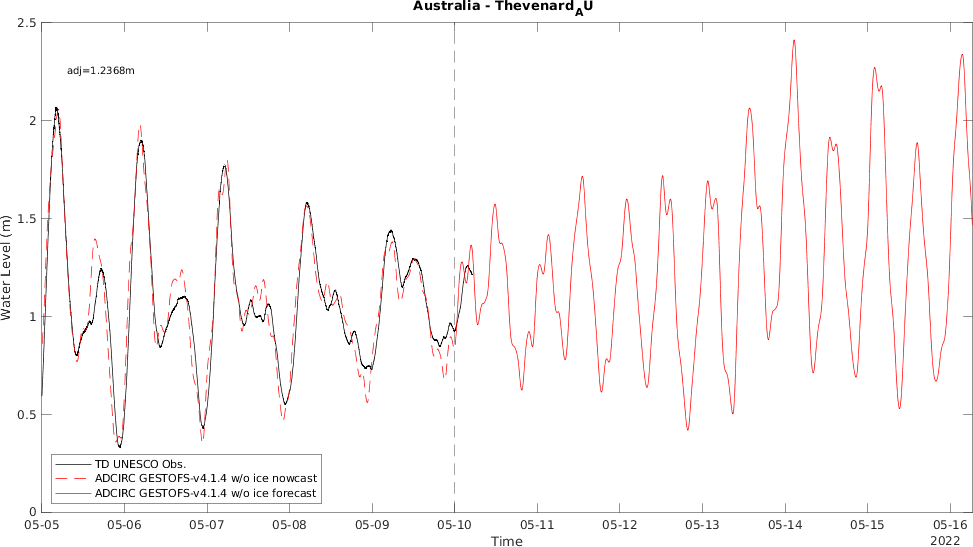 Australia - Thevenard_AU
adj=1.2368m
Water Level (m)
2.5
2
1.5
1
0.5
0
TD UNESCO Obs.
ADCIRC GESTOFS-v4.1.4 w/o ice nowcast
ADCIRC GESTOFS-v4.1.4 w/o ice forecast
05-05 05-06 05-07 05-08 05-09 05-10 05-11 05-12 05-13 05-14 05-15 05-16
Time 2022